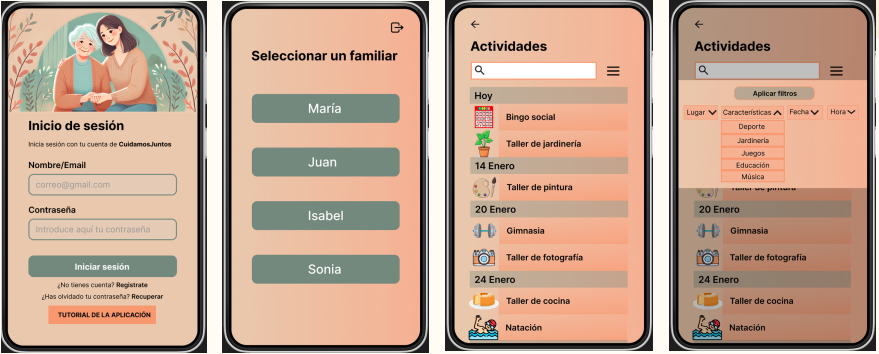 Inicio de sesión
Inicia sesión con tu cuenta de CuidamosJuntos
Nombre/Email
correo@gmail.com
Contraseña
Introduce aquí tu contraseña
Iniciar sesión
¿No tienes cuenta? Regístrate
¿Has olvidado tu contraseña? Recuperar
TUTORIAL DE LA APLICACIÓN
Seleccionar un familiar
María
Juan
Isabel
Sonia
Actividades
Hoy
BINGO
Bingo social
Taller de jardinería
14 Enero
Taller de pintura
20 Enero
Gimnasia
Taller de fotografía
24 Enero
Taller de cocina
Natación
Actividades
Aplicar filtros
Lugar Características Fecha Hora
Deporte
Jardinería
Juegos
Educación
Música
Taller de pintura
20 Enero
Gimnasia
Taller de fotografía
24 Enero
Taller de cocina
Natación